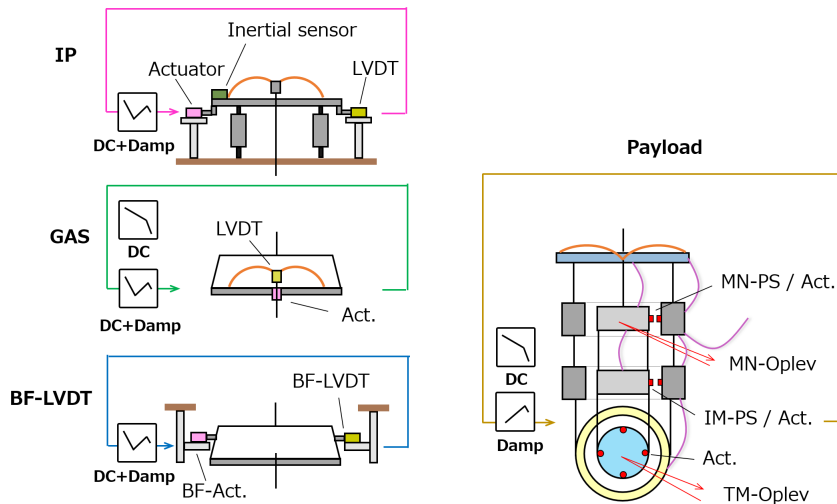 IP
Inertial sensor
Actuator
LVDT
DC+Damp
GAS
DC
LVDT
DC+Damp
Act.
BF-LVDT
BF-LVDT
DC+Damp
BF-Act.
Payload
MN-PS / Act.
DC
MN-Oplev
Damp
IM-PS / Act.
Act.
TM-Oplev